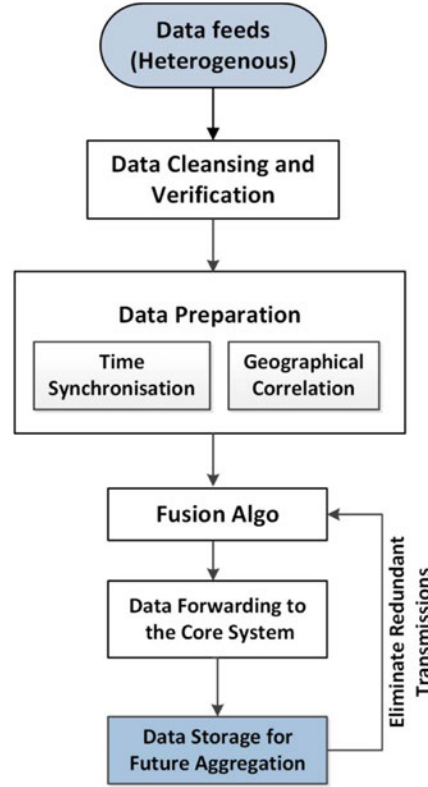 Data feeds
(Heterogenous)
Data Cleansing and
Verification
Data Preparation
Time
Synchronisation
Geographical
Correlation
Fusion Algo
Data Forwarding to
the Core System
Eliminate Redundant
Transmissions
Data Storage for
Future Aggregation